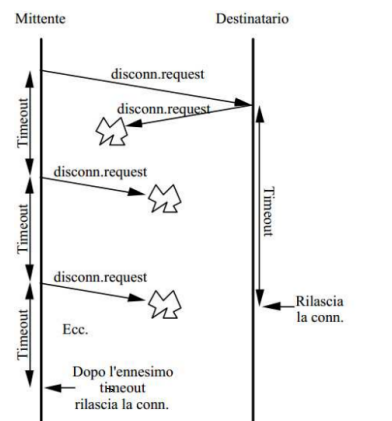 Mittente
Destinatario
disconn.request
disconn.request
Timeout
disconn.request
Timeout
Timeout
disconn.request
Rilascia
la conn.
Timeout
Ecc.
Dopo l'ennesimo
timeout
rilascia la conn.